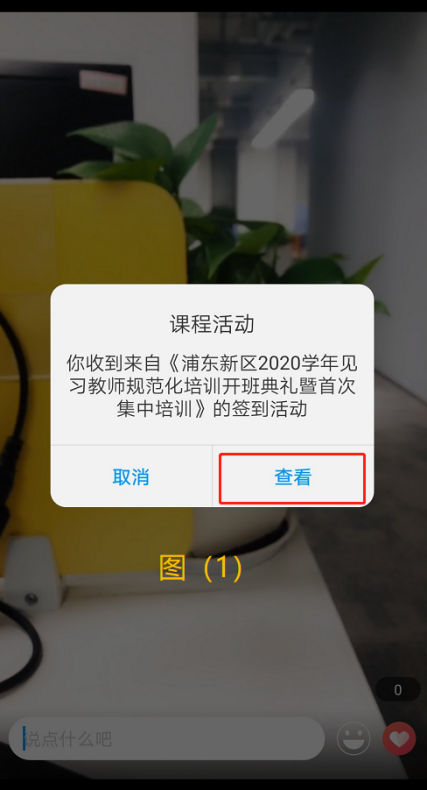 课程活动
你收到来自《浦东新区2020学年见
习教师规范化培训开班典礼暨首次
集中培训》的签到活动
取消
查看
图（1）
0
说点什么吧